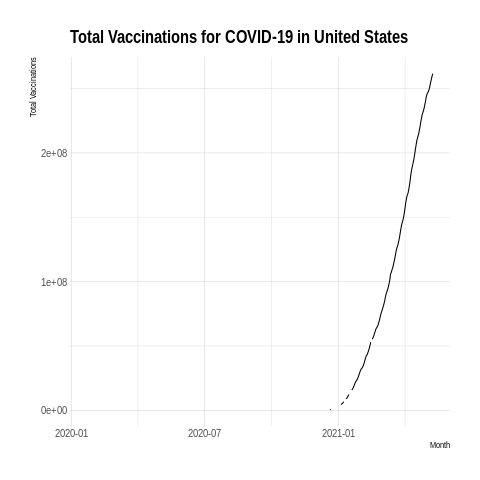 Total Vaccinations for COVID-19 in United States
Total Vaccinations
2e+08
1e+08
0e+00
2020-01 2020-07 2021-01
Month